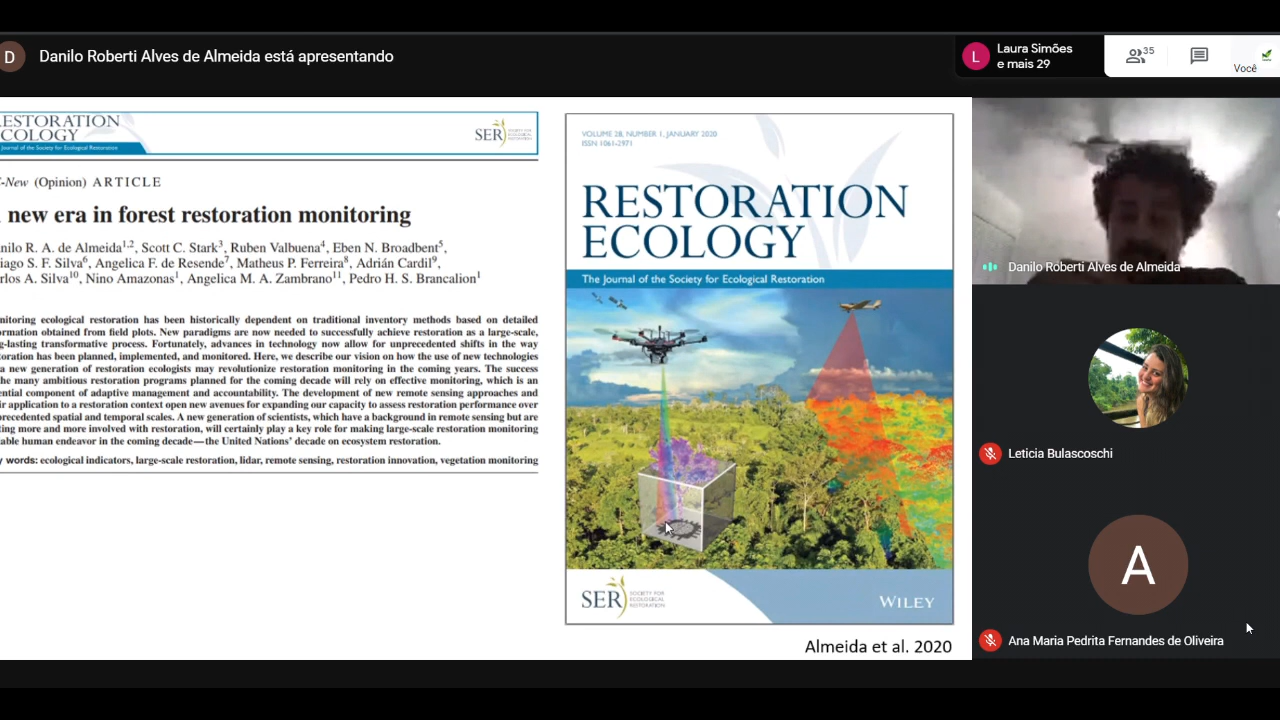 D
Danilo Roberti Alves de Almeida está apresentando
L
Laura Simões
e mais 29
35
Você
ESTORATION
COLOGY
Journal of the Society for Ecological Restoration
SER
SOCIETY FOR
ECOLOGICAL
RESTORATION
-New (Opinion) ARTICLE
new era in forest restoration monitoring
nilo R. A. de Almeida1,2, Scott C. Stark3, Ruben Valbuena4, Eben N. Broadbent5,
iago S. F. Silva6, Angelica F. de Resende7, Matheus P. Ferreira8, Adrián Cardil9,
rlos A. Silva10, Nino Amazonas1, Angelica M. A. Zambrano11, Pedro H. S. Brancalion1
nitoring ecological restoration has been historically dependent on traditional inventory methods based on detailed
ormation obtained from field plots. New paradigms are now needed to successfully achieve restoration as a large-scale,
g-lasting transformative process. Fortunately, advances in technology now allow for unprecedented shifts in the way
toration has been planned, implemented, and monitored. Here, we describe our vision on how the use of new technologies
a new generation of restoration ecologists may revolutionize restoration monitoring in the coming years. The success
he many ambitious restoration programs planned for the coming decade will rely on effective monitoring, which is an
ential component of adaptive management and accountability. The development of new remote sensing approaches and
ir application to a restoration context open new avenues for expanding our capacity to assess restoration performance over
precedented spatial and temporal scales. A new generation of scientists, which have a background in remote sensing but are
ting more and more involved with restoration, will certainly play a key role for making large-scale restoration monitoring
table human endeavor in the coming decade—the United Nations' decade on ecosystem restoration.
y words: ecological indicators, large-scale restoration, lidar, remote sensing, restoration innovation, vegetation monitoring
VOLUME 28, NUMBER 1, JANUARY 2020
ISSN 1061-2971
RESTORATION
ECOLOGY
The Journal of the Society for Ecological Restoration
SER
SOCIETY FOR
ECOLOGICAL
RESTORATION
WILEY
Almeida et al. 2020
Danilo Roberti Alves de Almeida
Leticia Bulascoschi
A
Ana Maria Pedrita Fernandes de Oliveira